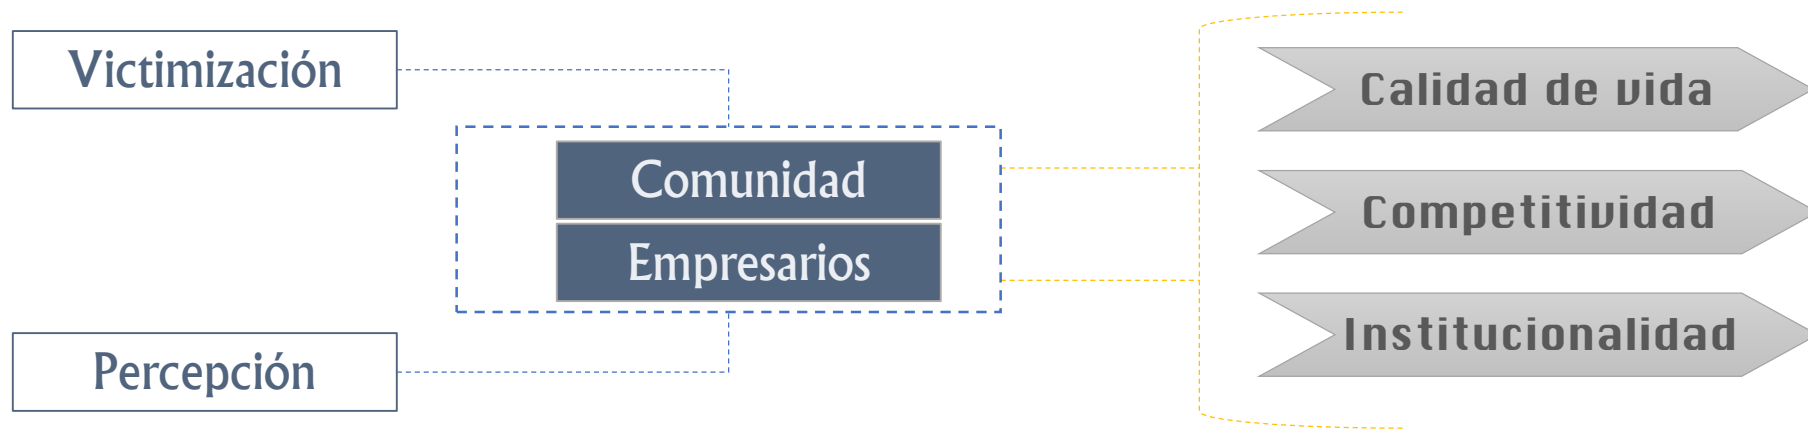 Victimización
Comunidad
Empresarios
Percepción
Calidad de vida
Competitividad
Institucionalidad